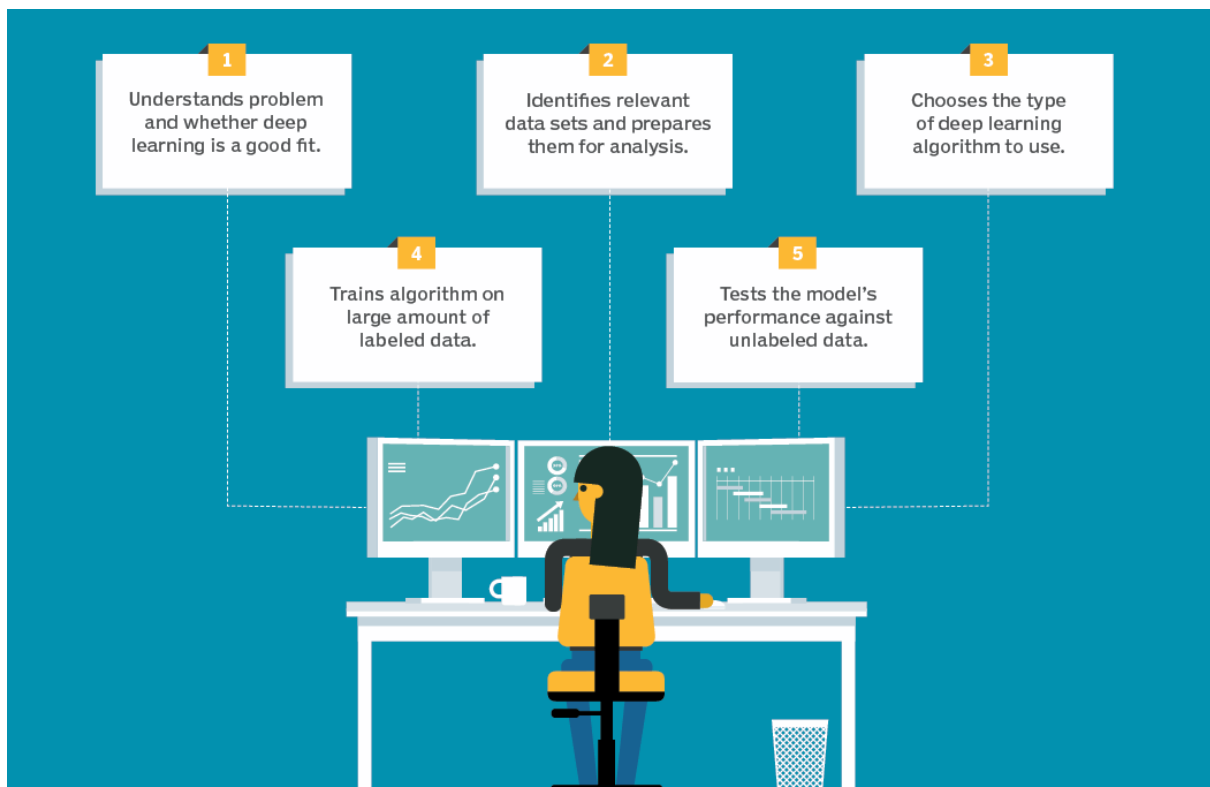 1
Understands problem
and whether deep
learning is a good fit.
2
Identifies relevant
data sets and prepares
them for analysis.
3
Chooses the type
of deep learning
algorithm to use.
4
Trains algorithm on
large amount of
labeled data.
5
Tests the model’s
performance against
unlabeled data.